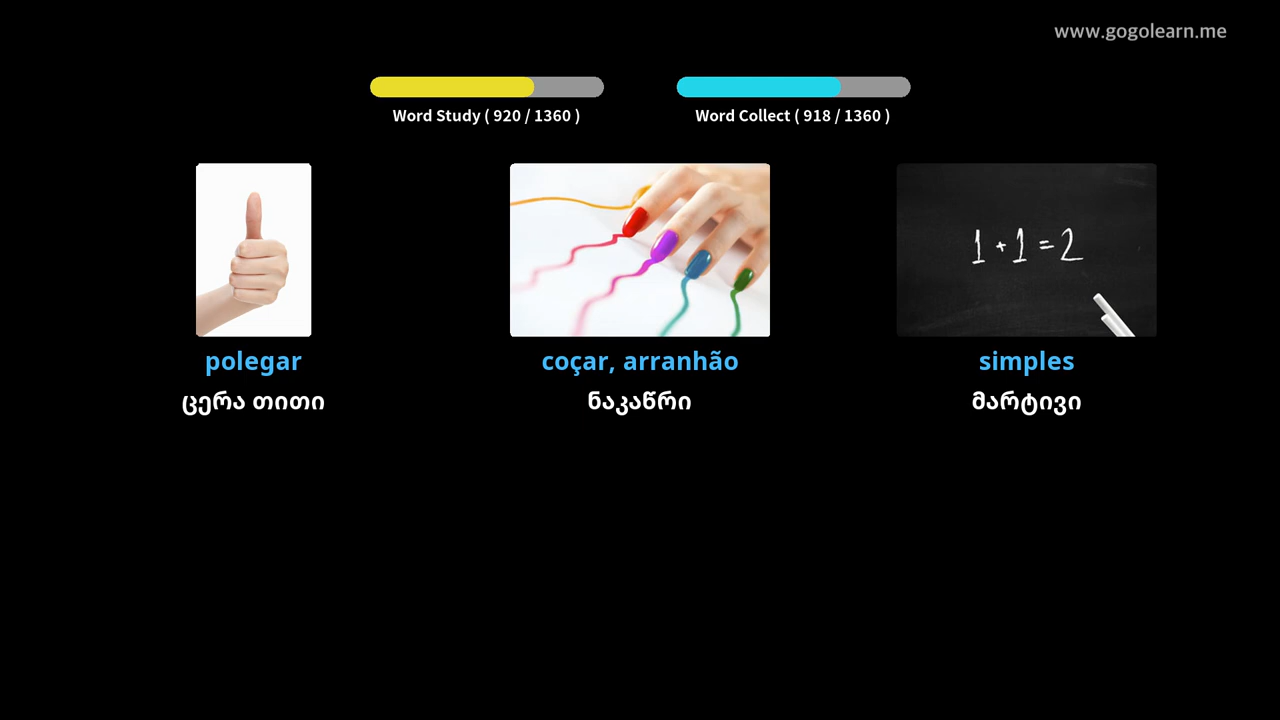 www.gogolearn.me
Word Study ( 920 / 1360 )
Word Collect ( 918 / 1360 )
1 + 1 = 2
polegar
ცერა თითი
coçar, arranhão
ნაკაწრი
simples
მარტივი